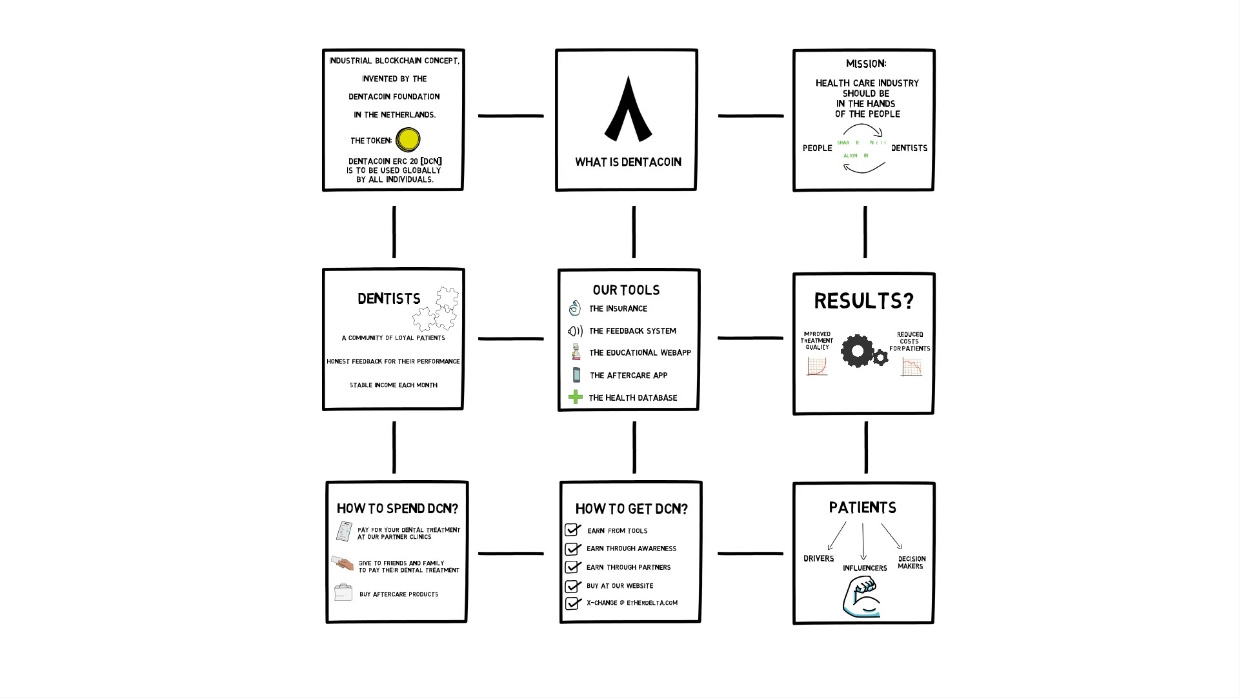 INDUSTRIAL BLOCKCHAIN CONCEPT,
INVENTED BY THE
DENTACOIN FOUNDATION
IN THE NETHERLANDS.
THE TOKEN:
DENTACOIN ERC 20 [DCN]
IS TO BE USED GLOBALLY
BY ALL INDIVIDUALS.
WHAT IS DENTACOIN
MISSION:
HEALTH CARE INDUSTRY
SHOULD BE
IN THE HANDS
OF THE PEOPLE
PEOPLE
DENTISTS
DENTISTS
A COMMUNITY OF LOYAL PATIENTS
HONEST FEEDBACK FOR THEIR PERFORMANCE
STABLE INCOME EACH MONTH
OUR TOOLS
THE INSURANCE
THE FEEDBACK SYSTEM
THE EDUCATIONAL WEBAPP
THE AFTERCARE APP
THE HEALTH DATABASE
RESULTS?
IMPROVED
TREATMENT
QUALITY
REDUCED
COSTS
FOR PATIENTS
HOW TO SPEND DCN?
PAY FOR YOUR DENTAL TREATMENT
AT OUR PARTNER CLINICS
GIVE TO FRIENDS AND FAMILY
TO PAY THEIR DENTAL TREATMENT
BUY AFTERCARE PRODUCTS
HOW TO GET DCN?
EARN FROM TOOLS
EARN THROUGH AWARENESS
EARN THROUGH PARTNERS
BUY AT OUR WEBSITE
X-CHANGE @ ETHERDELTA.COM
PATIENTS
DRIVERS
INFLUENCERS
DECISION
MAKERS